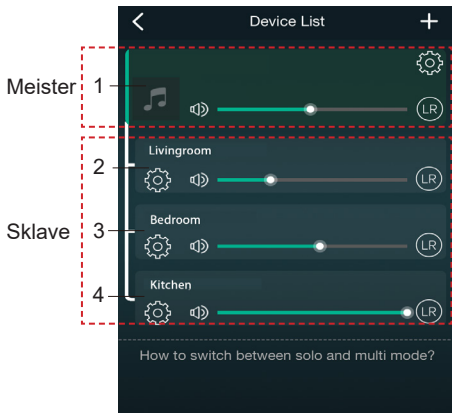 Device List
Meister
1
LR
Livingroom
2
LR
Sklave
Bedroom
3
LR
Kitchen
4
LR
How to switch between solo and multi mode?